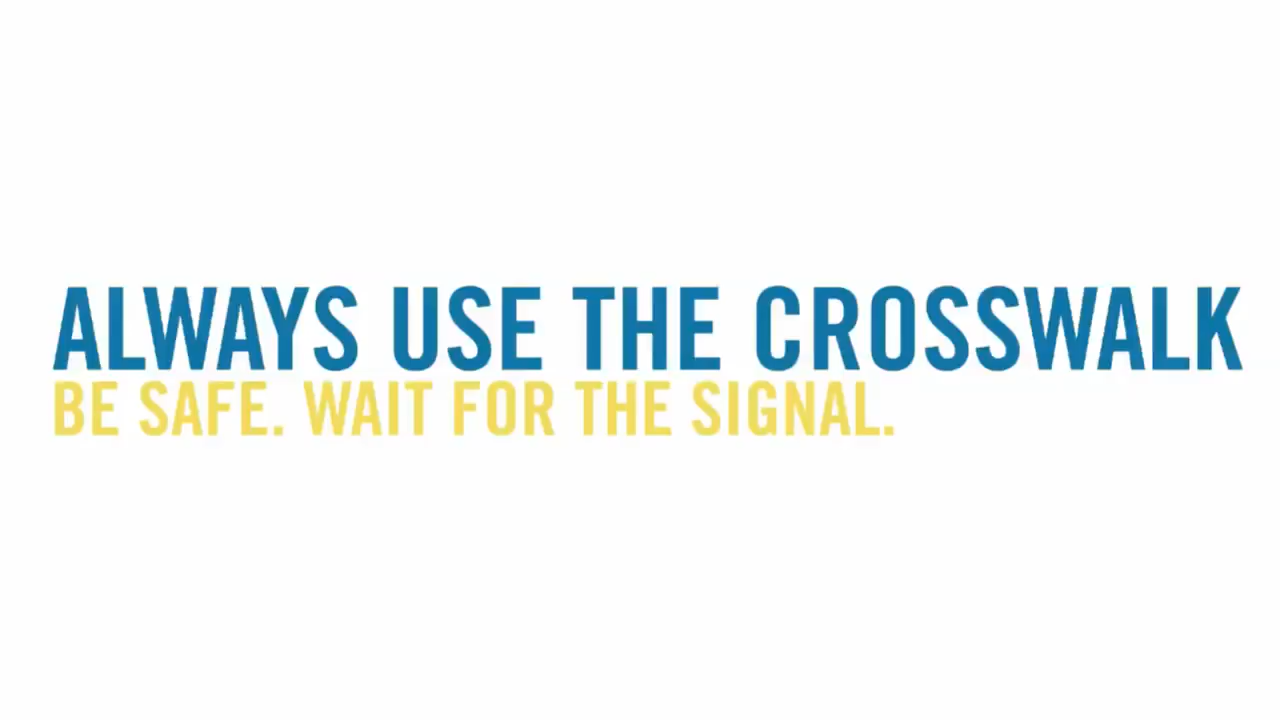 ALWAYS USE THE CROSSWALK
BE SAFE. WAIT FOR THE SIGNAL.